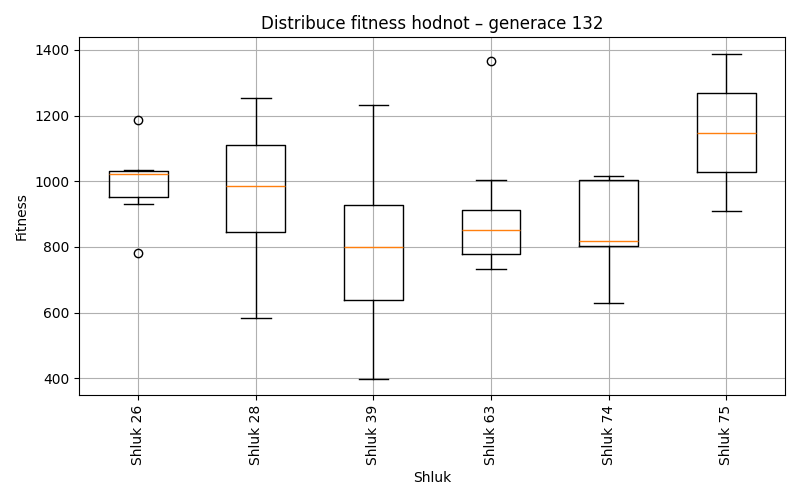 Distribuce fitness hodnot – generace 132
1400
1200
1000
800
600
400
Fitness
Shluk 26
Shluk 28
Shluk 39
Shluk 63
Shluk 74
Shluk 75
Shluk